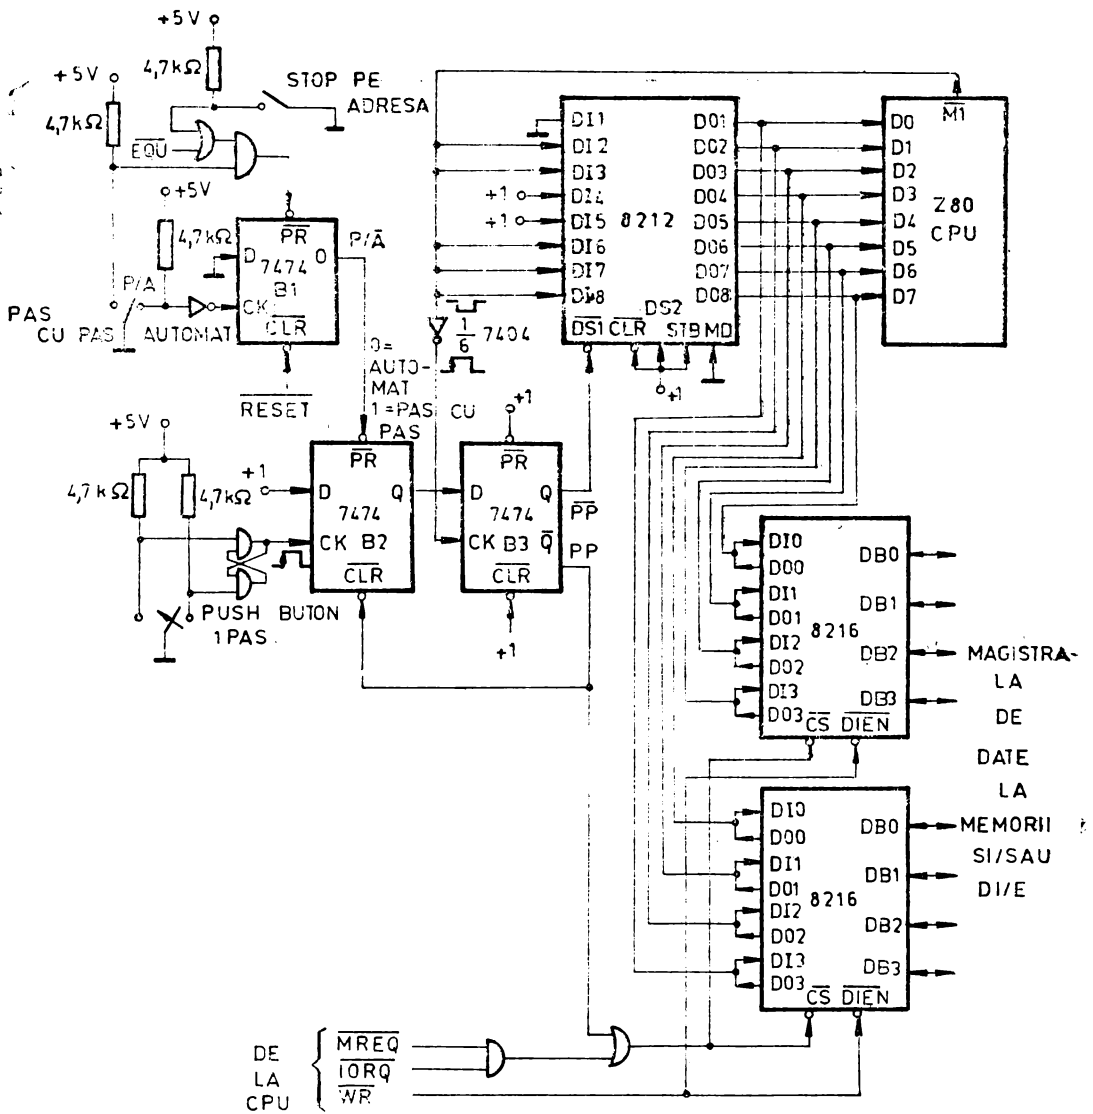 +5V
4,7kΩ
STOP PE
ADRESA
+5V
4,7kΩ
EQU
+5V
4,7kΩ
P/A
PAS
CU PAS
AUTOMAT
PR
D
7474
O
B1
CK
CLR
P/A
RESET
0=
AUTO-
MAT
1=PAS CU
PAS
1/6 7404
+5V
4,7kΩ
4,7kΩ
+1
PUSH BUTON
1PAS
PR
D
Q
7474
CK B2
CLR
+1
PR
D
Q
7474
CK B3 Q
CLR
+1
PP
PP
DI1
DI2
DI3
DI4
DI5
DI6
DI7
DI8
+1
+1
8212
DO1
DO2
DO3
DO4
DO5
DO6
DO7
DO8
DS2
DS1 CLR STB MD
+1
M1
D0
D1
D2
D3
D4
D5
D6
D7
Z80
CPU
DI0
DO0
DI1
DO1
DI2
DO2
DI3
DO3
8216
DB0
DB1
DB2
DB3
CS DIEN
DI0
DO0
DI1
DO1
DI2
DO2
DI3
DO3
8216
DB0
DB1
DB2
DB3
CS DIEN
MAGISTRA-
LA
DE
DATE
LA
MEMORII
SI/SAU
DI/E
DE
LA
CPU
MREQ
IORQ
WR